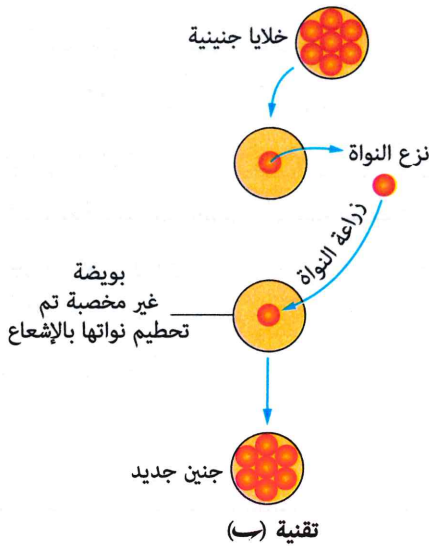 خلايا جنينية
نزع النواة
زراعة النواة
بويضة
غير مخصبة تم
تحطيم نواتها بالإشعاع
جنين جديد
تقنية (ب)